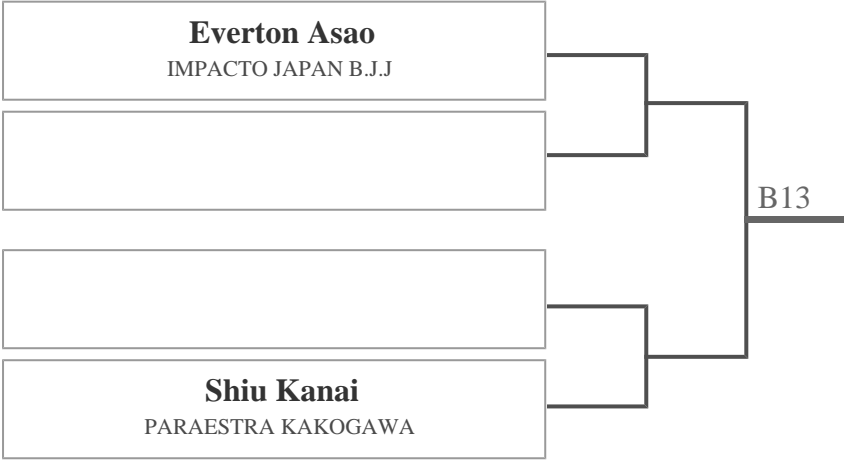 Everton Asao
IMPACTO JAPAN B.J.J
B13
Shiu Kanai
PARAESTRA KAKOGAWA